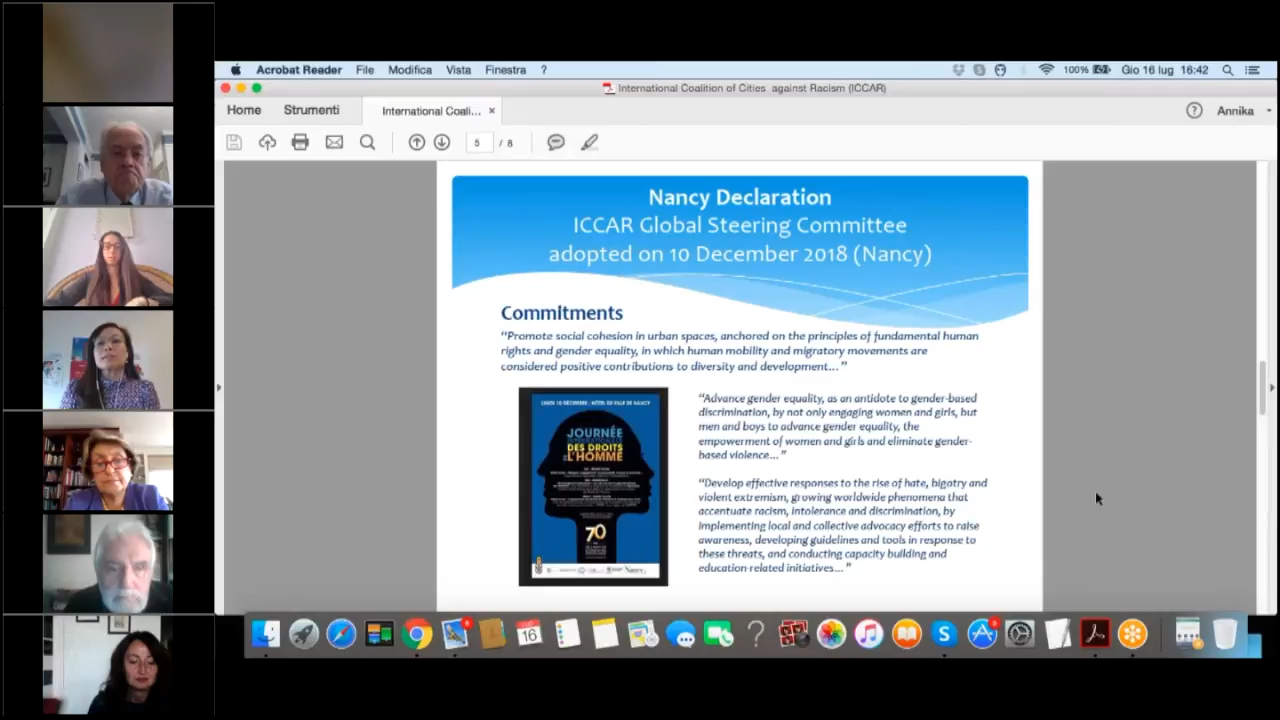 Acrobat Reader File Modifica Vista Finestra ? 100% Gio 16 lug 16:42
International Coalition of Cities against Racism (ICCAR)
Home Strumenti International Coali... × ? Annika
5 / 8
Nancy Declaration
ICCAR Global Steering Committee
adopted on 10 December 2018 (Nancy)
Commitments
“Promote social cohesion in urban spaces, anchored on the principles of fundamental human
rights and gender equality, in which human mobility and migratory movements are
considered positive contributions to diversity and development…”
“Advance gender equality, as an antidote to gender-based
discrimination, by not only engaging women and girls, but
men and boys to advance gender equality, the
empowerment of women and girls and eliminate gender-
based violence…”
“Develop effective responses to the rise of hate, bigotry and
violent extremism, growing worldwide phenomena that
accentuate racism, intolerance and discrimination, by
implementing local and collective advocacy efforts to raise
awareness, developing guidelines and tools in response to
these threats, and conducting capacity building and
education-related initiatives…”
JOURNÉE
INTERNATIONALE
DES DROITS
DE L'HOMME
70
16